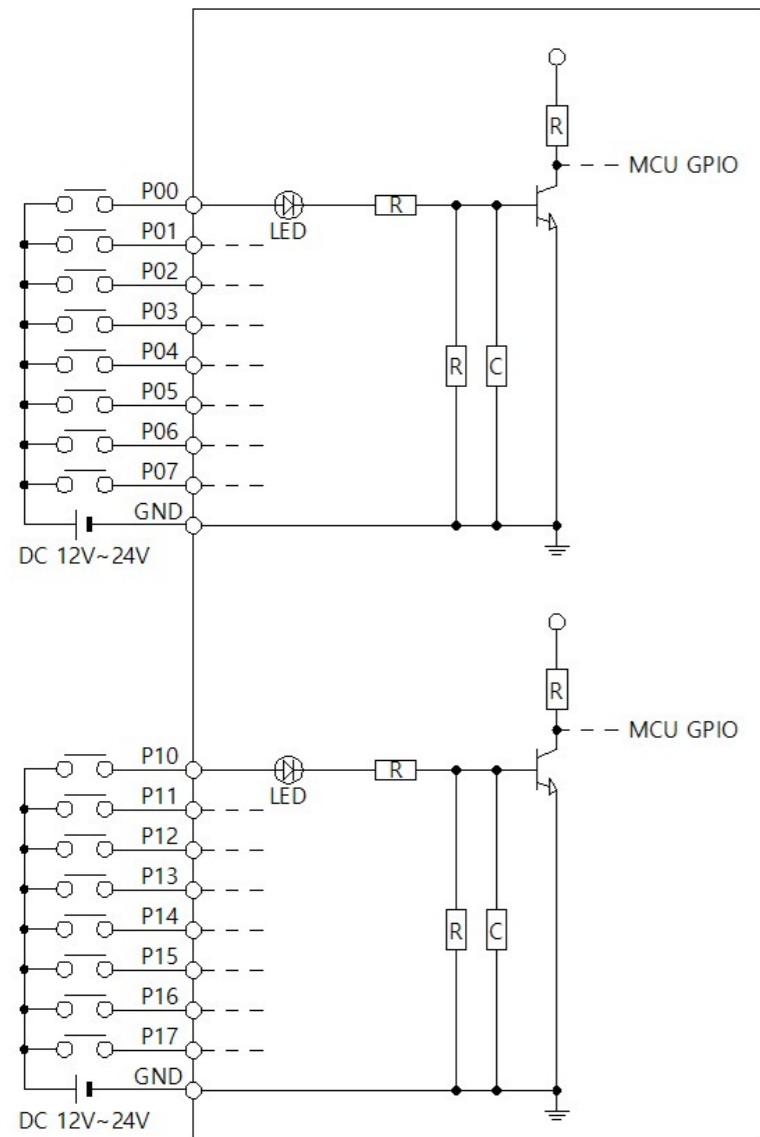 R
MCU GPIO
P00
R
LED
P01
P02
P03
P04
R
C
P05
P06
P07
GND
DC 12V~24V
R
MCU GPIO
P10
R
LED
P11
P12
P13
P14
R
C
P15
P16
P17
GND
DC 12V~24V